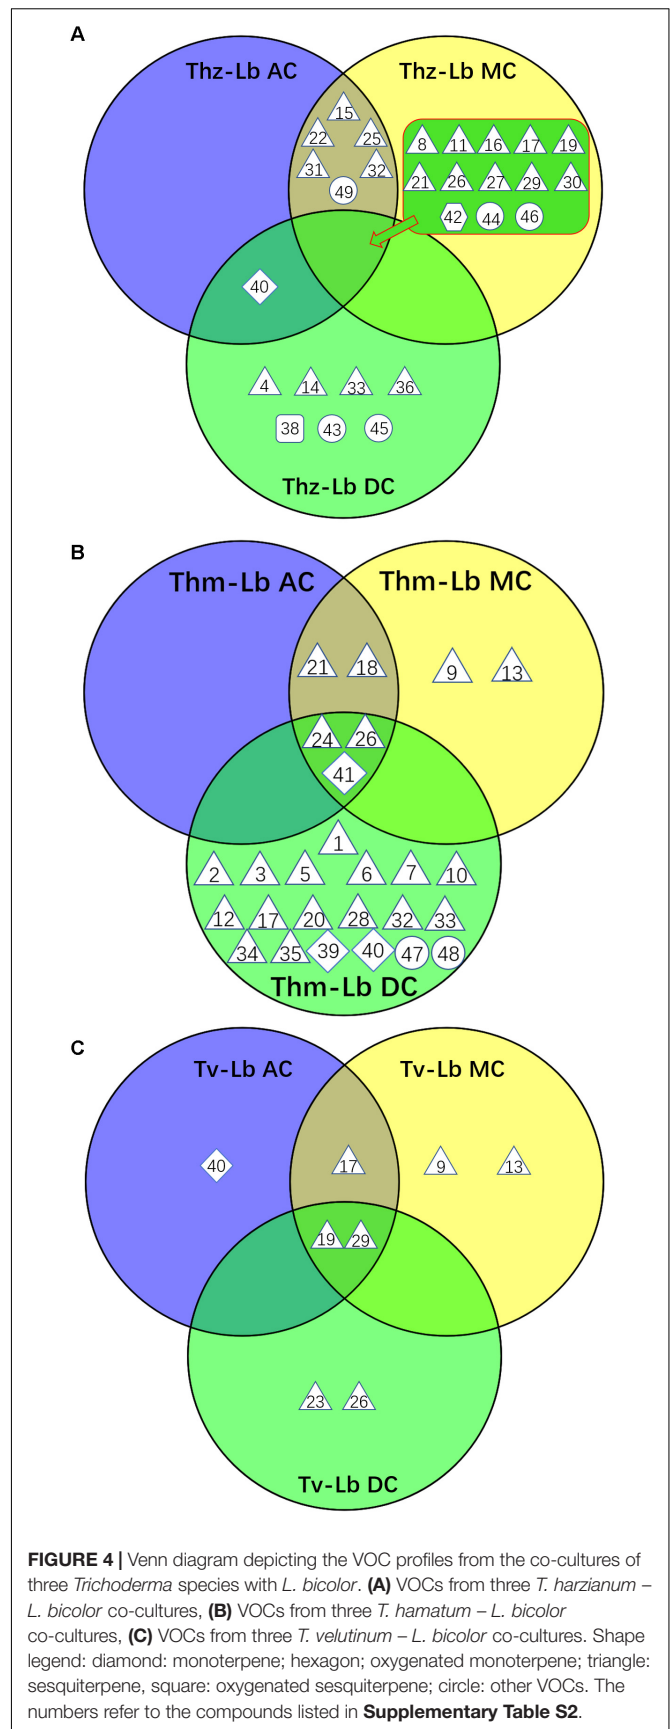 A
Thz-Lb AC Thz-Lb MC
15
22 25
31 32
49
8 11 16 17 19
21 26 27 29 30
42 44 46
40
4 14 33 36
38 43 45
Thz-Lb DC
B
Thm-Lb AC Thm-Lb MC
21 18 9 13
24 26
41
1
2 3 5 6 7 10
12 17 20 28 32 33
34 35 39 40 47 48
Thm-Lb DC
C
Tv-Lb AC Tv-Lb MC
40 17 9 13
19 29
23 26
Tv-Lb DC
FIGURE 4 | Venn diagram depicting the VOC profiles from the co-cultures of
three Trichoderma species with L. bicolor. (A) VOCs from three T. harzianum –
L. bicolor co-cultures, (B) VOCs from three T. hamatum – L. bicolor
co-cultures, (C) VOCs from three T. velutinum – L. bicolor co-cultures. Shape
legend: diamond: monoterpene; hexagon; oxygenated monoterpene; triangle:
sesquiterpene, square: oxygenated sesquiterpene; circle: other VOCs. The
numbers refer to the compounds listed in Supplementary Table S2.